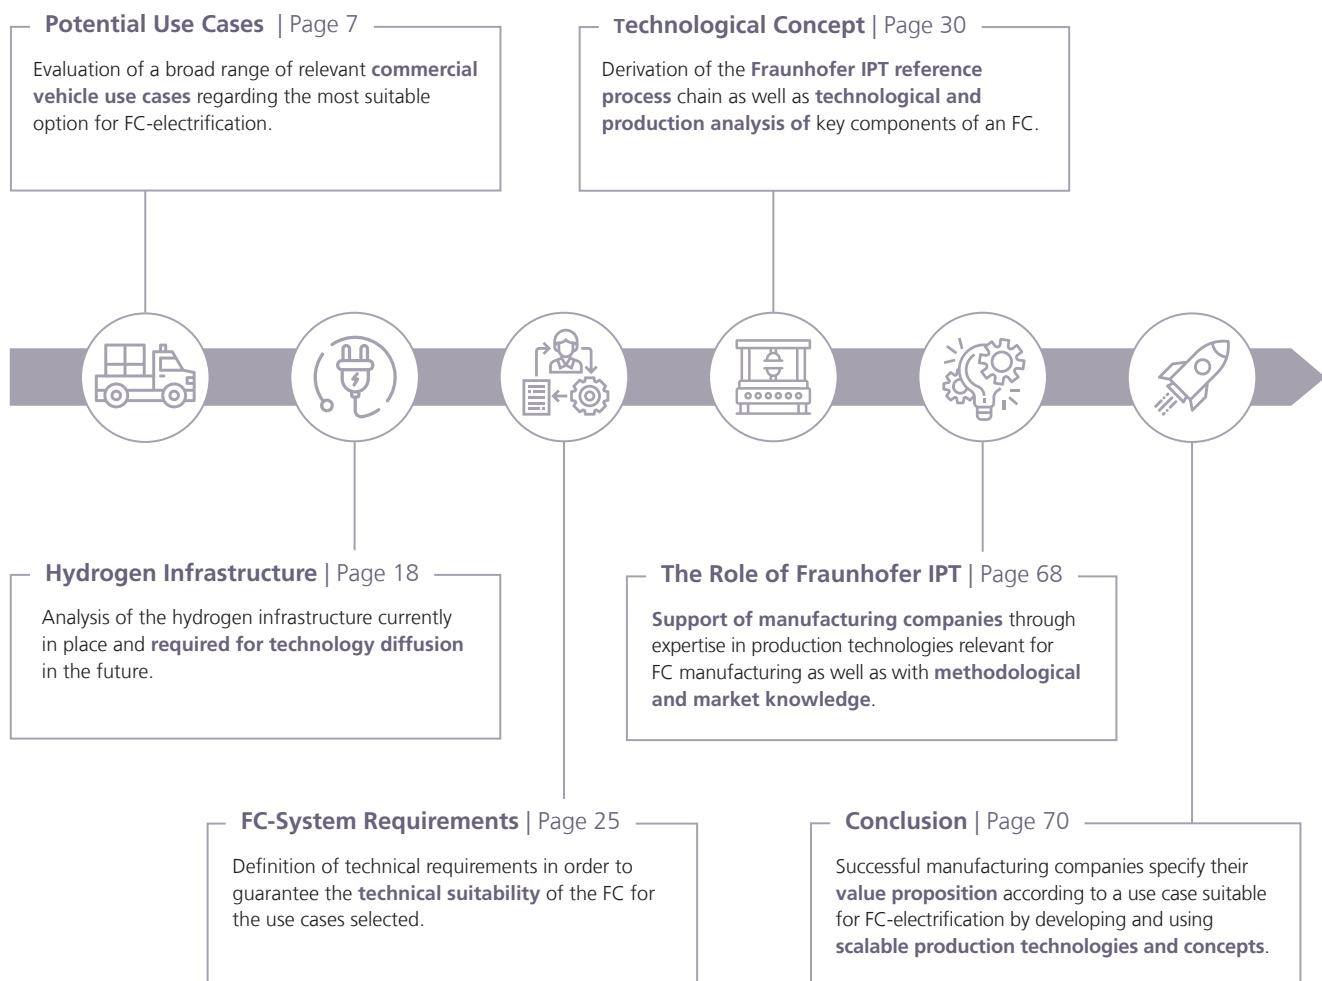 Potential Use Cases | Page 7
Evaluation of a broad range of relevant commercial
vehicle use cases regarding the most suitable
option for FC-electrification.
Technological Concept | Page 30
Derivation of the Fraunhofer IPT reference
process chain as well as technological and
production analysis of key components of an FC.
Hydrogen Infrastructure | Page 18
Analysis of the hydrogen infrastructure currently
in place and required for technology diffusion
in the future.
The Role of Fraunhofer IPT | Page 68
Support of manufacturing companies through
expertise in production technologies relevant for
FC manufacturing as well as with methodological
and market knowledge.
FC-System Requirements | Page 25
Definition of technical requirements in order to
guarantee the technical suitability of the FC for
the use cases selected.
Conclusion | Page 70
Successful manufacturing companies specify their
value proposition according to a use case suitable
for FC-electrification by developing and using
scalable production technologies and concepts.